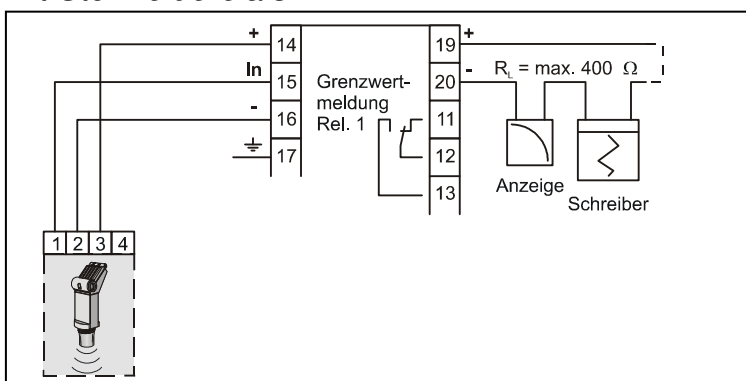 + 14
In 15
- 16
17
Grenzwert-
meldung
Rel. 1
19 +
20 -
11
12
13
R_L = max. 400 Ω
Anzeige
Schreiber
1 2 3 4